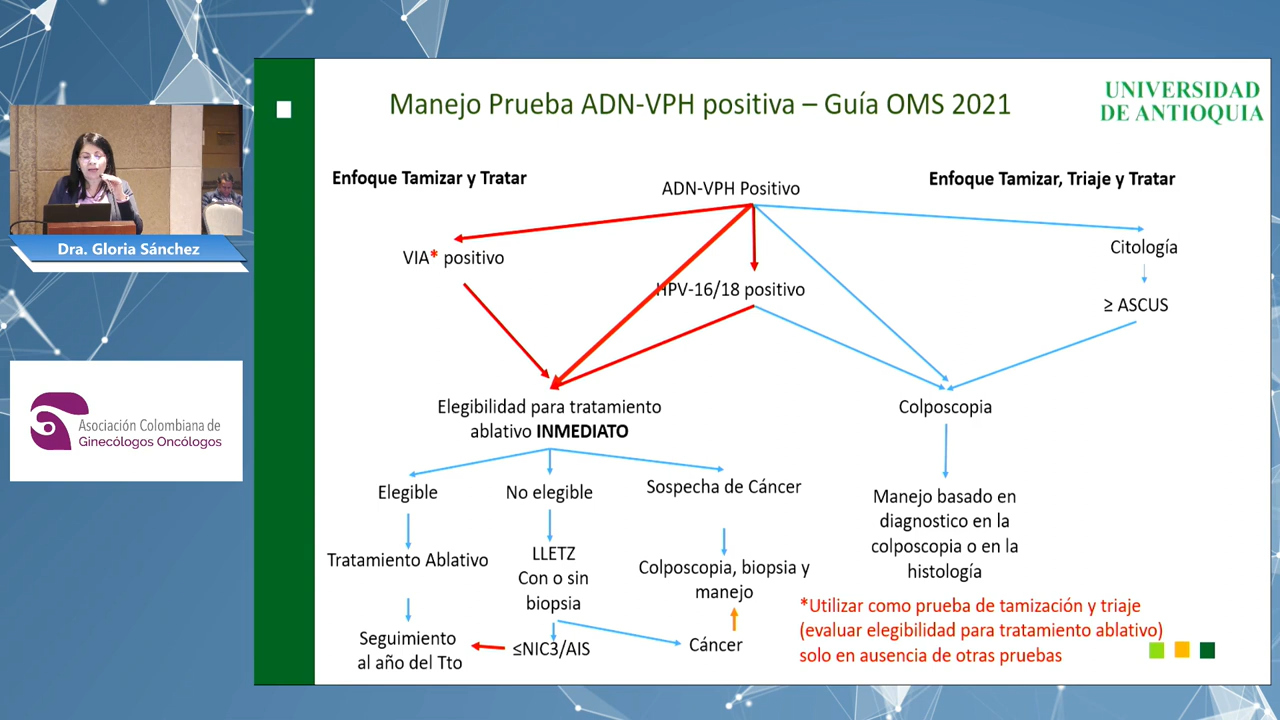 Manejo Prueba ADN-VPH positiva – Guía OMS 2021
UNIVERSIDAD
DE ANTIOQUIA
Enfoque Tamizar y Tratar
ADN-VPH Positivo
Enfoque Tamizar, Triaje y Tratar
VIA* positivo
Citología
HPV-16/18 positivo
≥ ASCUS
Dra. Gloria Sánchez
Asociación Colombiana de
Ginecólogos Oncólogos
Elegibilidad para tratamiento
ablativo INMEDIATO
Colposcopia
Elegible
No elegible
Sospecha de Cáncer
Tratamiento Ablativo
LLETZ
Con o sin
biopsia
Colposcopia, biopsia y
manejo
Manejo basado en
diagnostico en la
colposcopia o en la
histología
Seguimiento
al año del Tto
≤NIC3/AIS
Cáncer
*Utilizar como prueba de tamización y triaje
(evaluar elegibilidad para tratamiento ablativo)
solo en ausencia de otras pruebas